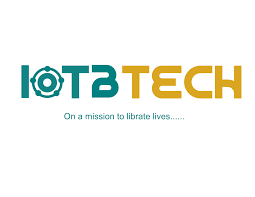 IOTBTECH
On a mission to librate lives......